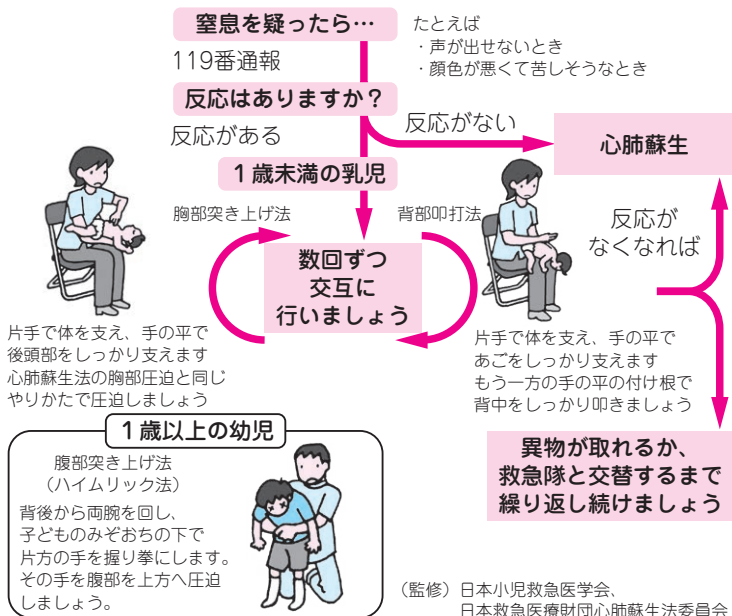 窒息を疑ったら…
たとえば
・声が出せないとき
・顔色が悪くて苦しそうなとき
119番通報
反応はありますか？
反応がある
反応がない
心肺蘇生
１歳未満の乳児
胸部突き上げ法
背部叩打法
数回ずつ
交互に
行いましょう
反応が
なくなれば
片手で体を支え、手の平で
後頭部をしっかり支えます
心肺蘇生法の胸部圧迫と同じ
やりかたで圧迫しましょう
片手で体を支え、手の平で
あごをしっかり支えます
もう一方の手の平の付け根で
背中をしっかり叩きましょう
異物が取れるか、
救急隊と交替するまで
繰り返し続けましょう
１歳以上の幼児
腹部突き上げ法
（ハイムリック法）
背後から両腕を回し、
子どものみぞおちの下で
片方の手を握り拳にします。
その手を腹部を上方へ圧迫
しましょう。
（監修）日本小児救急医学会、
日本救急医療財団心肺蘇生法委員会